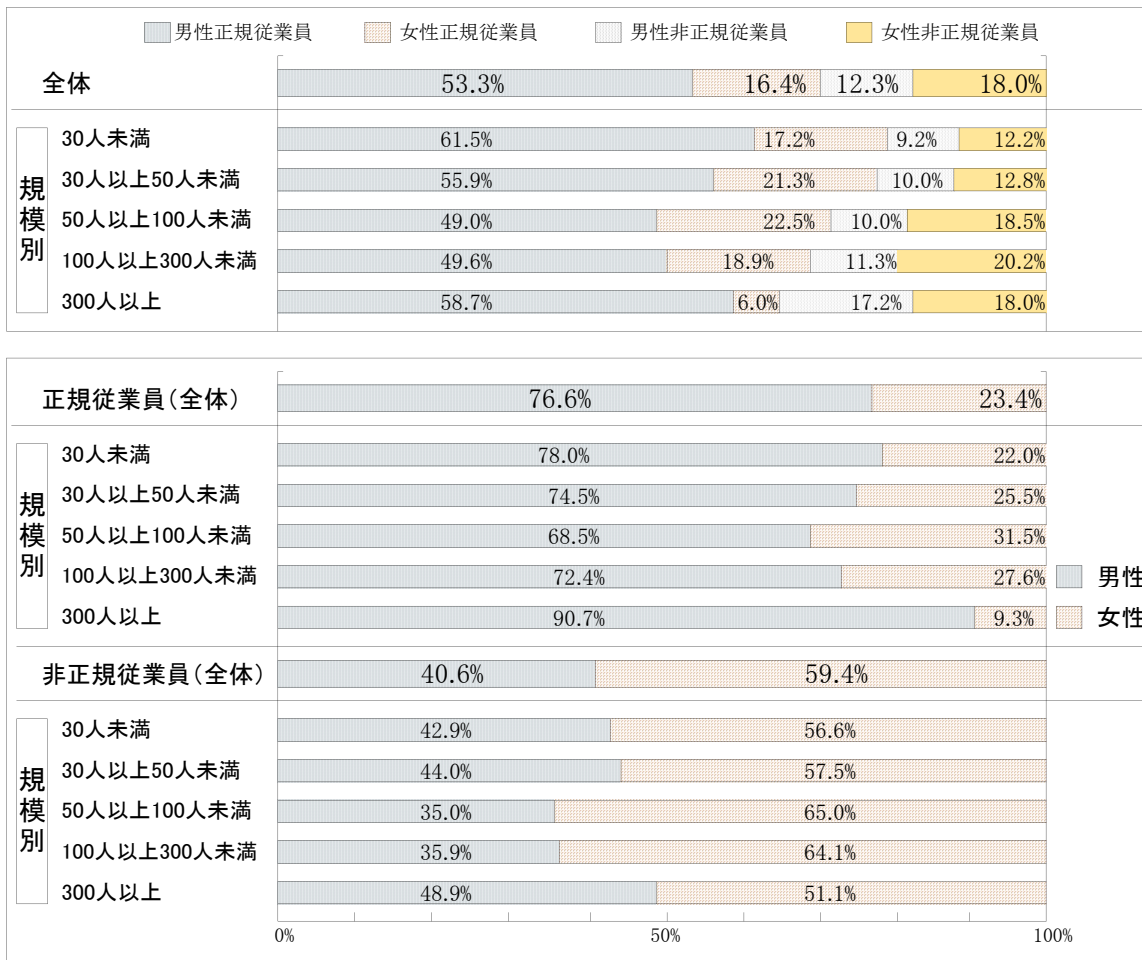 男性正規従業員 女性正規従業員 男性非正規従業員 女性非正規従業員
全体 53.3% 16.4% 12.3% 18.0%
規模別
30人未満 61.5% 17.2% 9.2% 12.2%
30人以上50人未満 55.9% 21.3% 10.0% 12.8%
50人以上100人未満 49.0% 22.5% 10.0% 18.5%
100人以上300人未満 49.6% 18.9% 11.3% 20.2%
300人以上 58.7% 6.0% 17.2% 18.0%
正規従業員(全体) 76.6% 23.4%
規模別
30人未満 78.0% 22.0%
30人以上50人未満 74.5% 25.5%
50人以上100人未満 68.5% 31.5%
100人以上300人未満 72.4% 27.6%
300人以上 90.7% 9.3%
男性
女性
非正規従業員(全体) 40.6% 59.4%
規模別
30人未満 42.9% 56.6%
30人以上50人未満 44.0% 57.5%
50人以上100人未満 35.0% 65.0%
100人以上300人未満 35.9% 64.1%
300人以上 48.9% 51.1%
0% 50% 100%